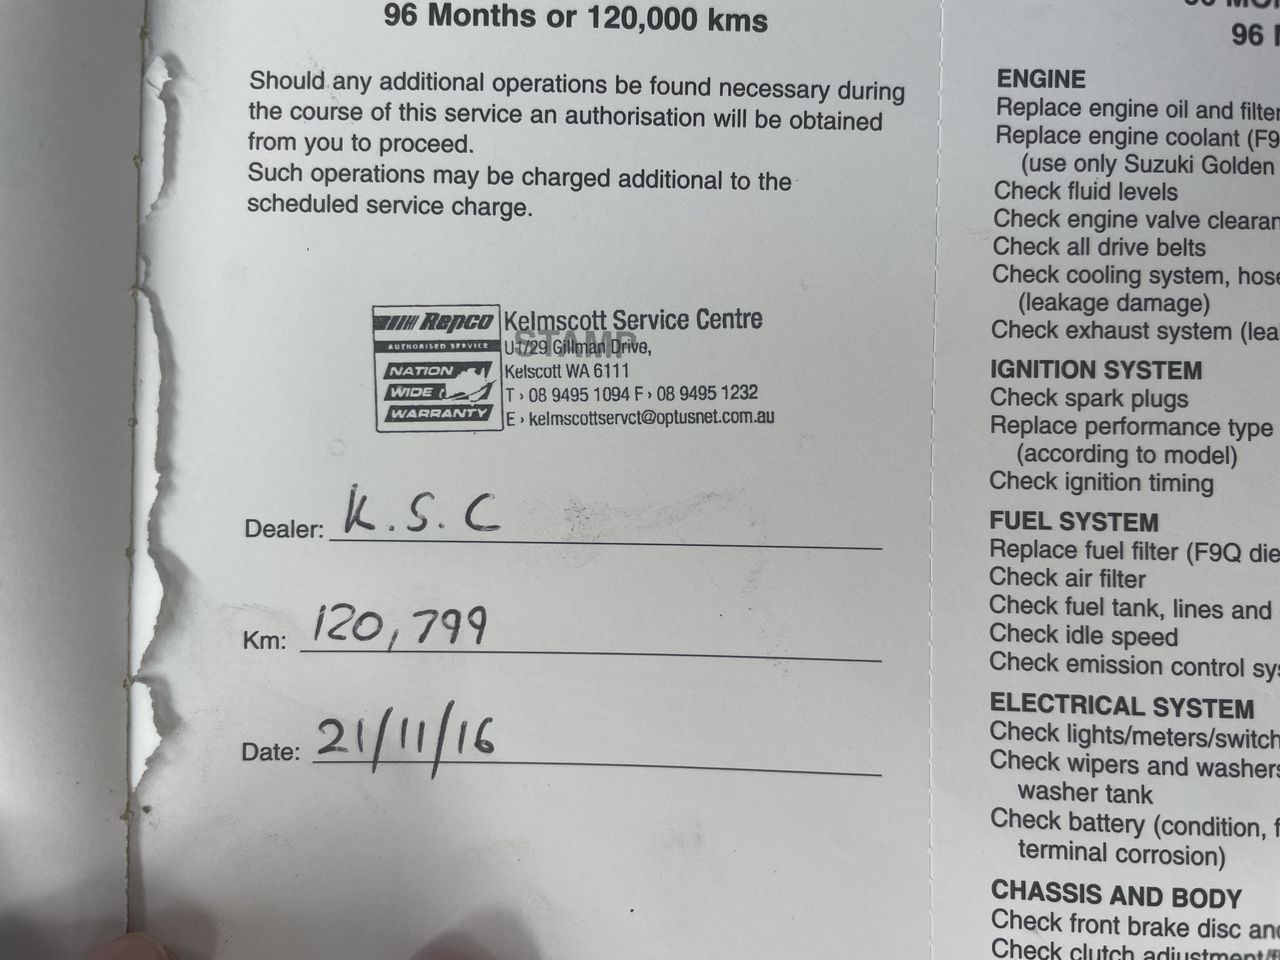 96 Months or 120,000 kms
Should any additional operations be found necessary during
the course of this service an authorisation will be obtained
from you to proceed.
Such operations may be charged additional to the
scheduled service charge.
Repco
AUTHORISED SERVICE
NATION
WIDE
WARRANTY
Kelmscott Service Centre
STAMP
U1/29 Gillman Drive,
Kelscott WA 6111
T › 08 9495 1094 F › 08 9495 1232
E › kelmscottservct@optusnet.com.au
Dealer: K.S.C
Km: 120,799
Date: 21/11/16
96
ENGINE
Replace engine oil and filter
Replace engine coolant (F9
(use only Suzuki Golden
Check fluid levels
Check engine valve clearan
Check all drive belts
Check cooling system, hose
(leakage damage)
Check exhaust system (lea
IGNITION SYSTEM
Check spark plugs
Replace performance type
(according to model)
Check ignition timing
FUEL SYSTEM
Replace fuel filter (F9Q die
Check air filter
Check fuel tank, lines and
Check idle speed
Check emission control sys
ELECTRICAL SYSTEM
Check lights/meters/switch
Check wipers and washers
washer tank
Check battery (condition, f
terminal corrosion)
CHASSIS AND BODY
Check front brake disc and
Check clutch adjustment/